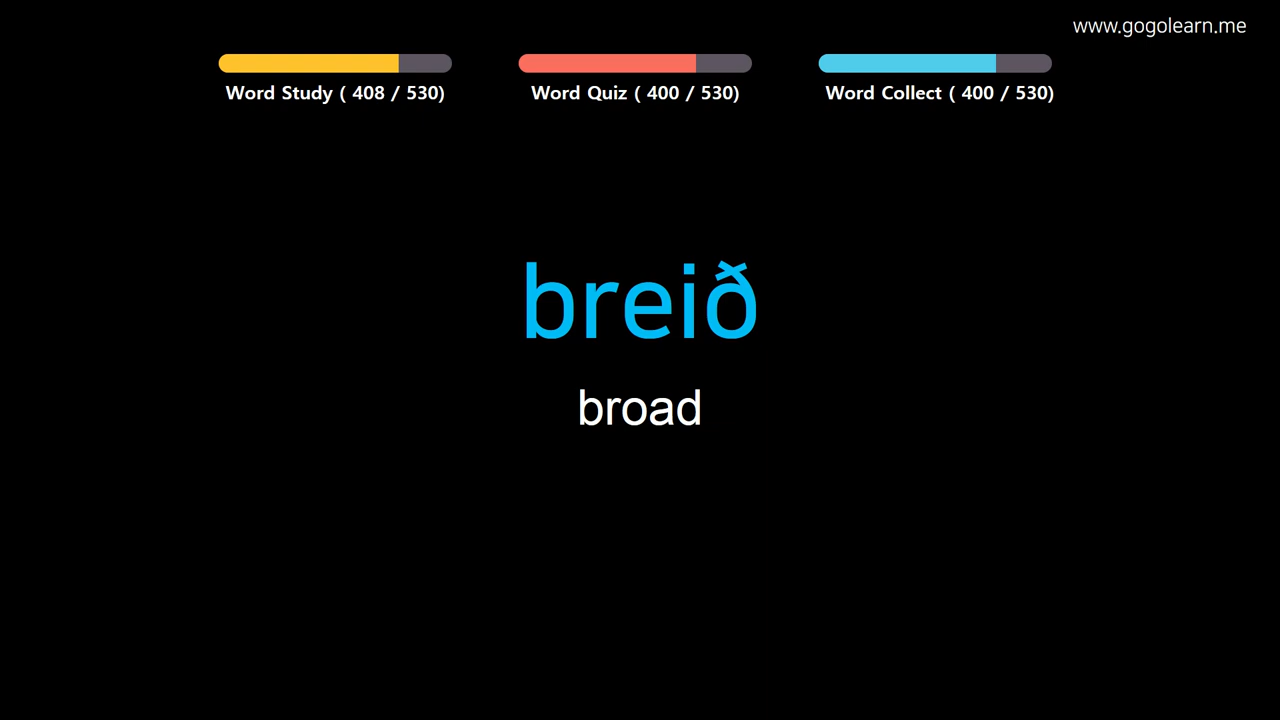 www.gogolearn.me
Word Study ( 408 / 530)
Word Quiz ( 400 / 530)
Word Collect ( 400 / 530)
breið
broad